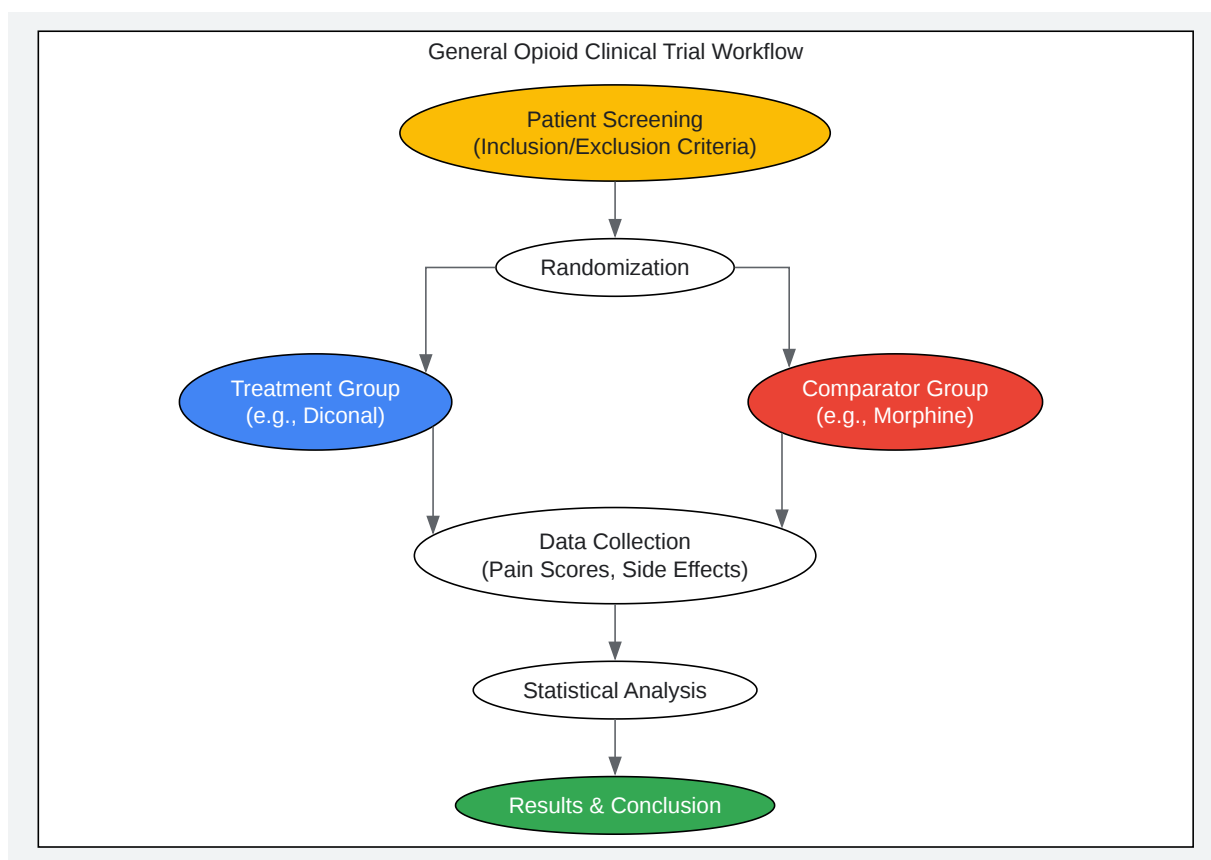 General Opioid Clinical Trial Workflow
Patient Screening
(Inclusion/Exclusion Criteria)
Randomization
Treatment Group
(e.g., Diconal)
Comparator Group
(e.g., Morphine)
Data Collection
(Pain Scores, Side Effects)
Statistical Analysis
Results & Conclusion